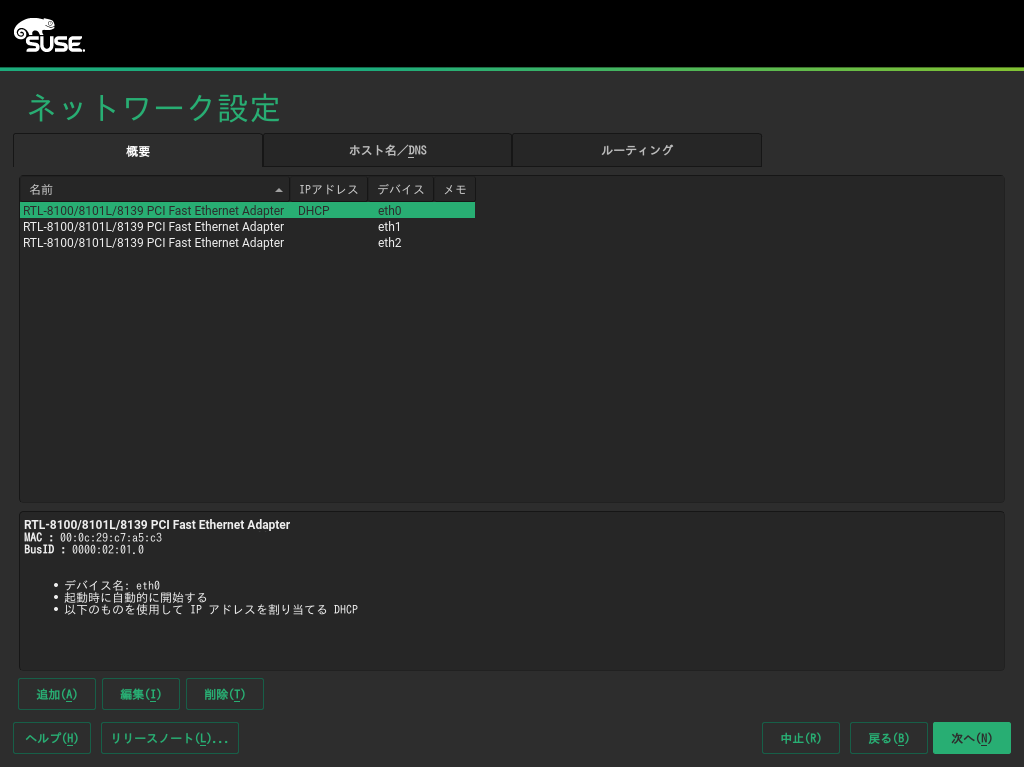 SUSE
ネットワーク設定
概要 ホスト名/DNS ルーティング
名前 IPアドレス デバイス メモ
RTL-8100/8101L/8139 PCI Fast Ethernet Adapter DHCP eth0
RTL-8100/8101L/8139 PCI Fast Ethernet Adapter eth1
RTL-8100/8101L/8139 PCI Fast Ethernet Adapter eth2
RTL-8100/8101L/8139 PCI Fast Ethernet Adapter
MAC : 00:0c:29:c7:a5:c3
BusID : 0000:02:01.0
• デバイス名: eth0
• 起動時に自動的に開始する
• 以下のものを使用して IP アドレスを割り当てる DHCP
追加(A) 編集(I) 削除(T)
ヘルプ(H) リリースノート(L)... 中止(R) 戻る(B) 次へ(N)